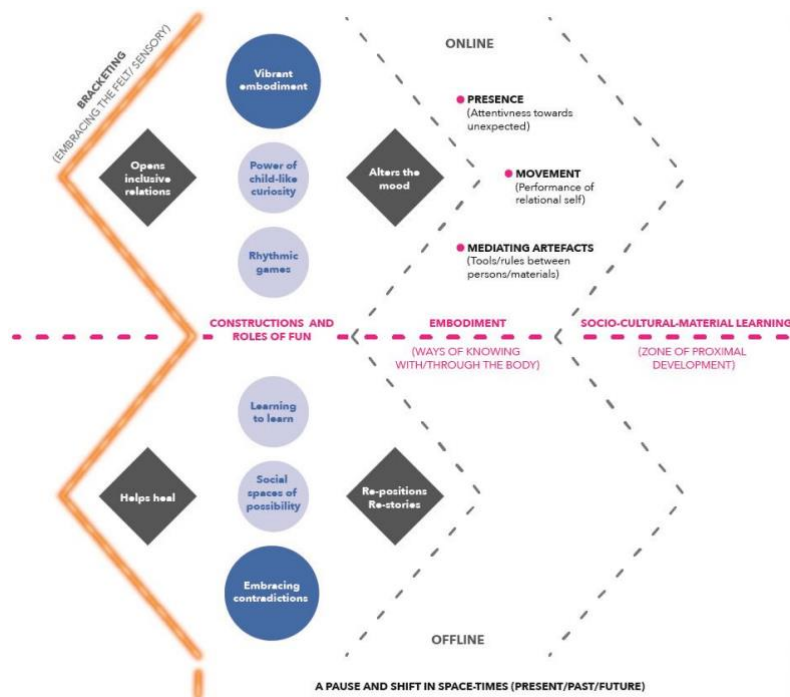 BRACKETING
(EMBRACING THE FELT/ SENSORY)
ONLINE
Vibrant
embodiment
PRESENCE
(Attentivness towards
unexpected)
Opens
inclusive
relations
Power of
child-like
curiosity
Alters the
mood
MOVEMENT
(Performance of
relational self)
Rhythmic
games
MEDIATING ARTEFACTS
(Tools/rules between
persons/materials)
CONSTRUCTIONS AND
ROLES OF FUN
EMBODIMENT
(WAYS OF KNOWING
WITH/THROUGH THE BODY)
SOCIO-CULTURAL-MATERIAL LEARNING
(ZONE OF PROXIMAL
DEVELOPMENT)
Learning
to learn
Helps heal
Social
spaces of
possibility
Re-positions
Re-stories
Embracing
contradictions
OFFLINE
A PAUSE AND SHIFT IN SPACE-TIMES (PRESENT/PAST/FUTURE)